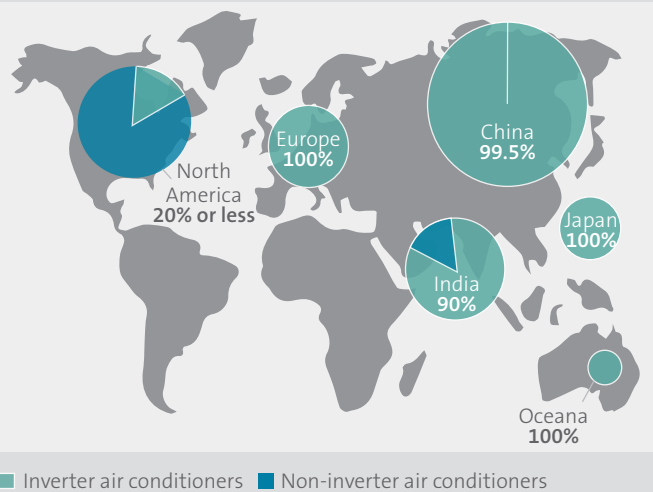 North
America
20% or less
Europe
100%
China
99.5%
Japan
100%
India
90%
Oceana
100%
Inverter air conditioners
Non-inverter air conditioners